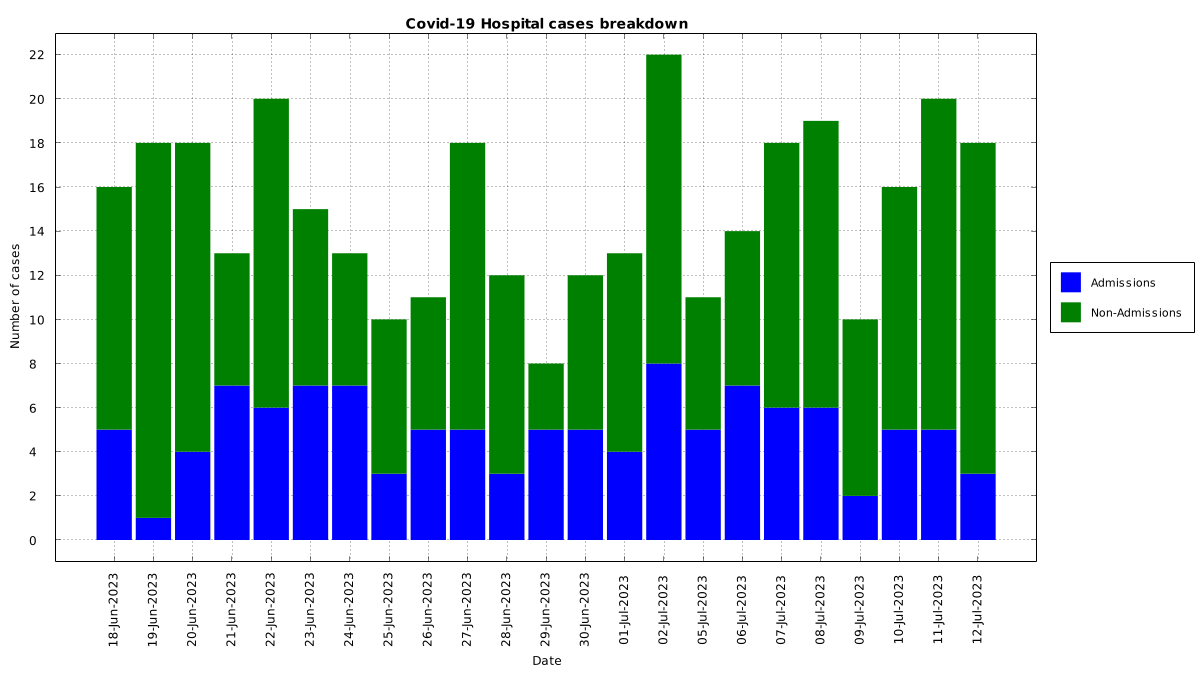 Covid-19 Hospital cases breakdown
22
20
18
16
14
12
10
8
6
4
2
0
Number of cases
18-Jun-2023
19-Jun-2023
20-Jun-2023
21-Jun-2023
22-Jun-2023
23-Jun-2023
24-Jun-2023
25-Jun-2023
26-Jun-2023
27-Jun-2023
28-Jun-2023
29-Jun-2023
30-Jun-2023
01-Jul-2023
02-Jul-2023
05-Jul-2023
06-Jul-2023
07-Jul-2023
08-Jul-2023
09-Jul-2023
10-Jul-2023
11-Jul-2023
12-Jul-2023
Date
Admissions
Non-Admissions